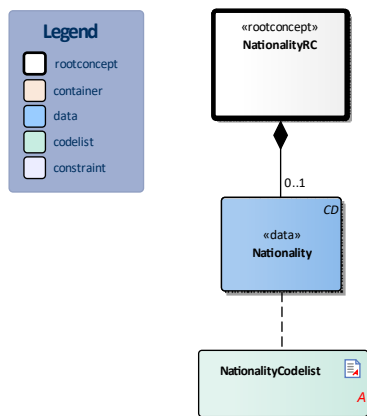 Legend
rootconcept
container
data
codelist
constraint
«rootconcept»
NationalityRC
0..1
CD
«data»
Nationality
NationalityCodelist
A